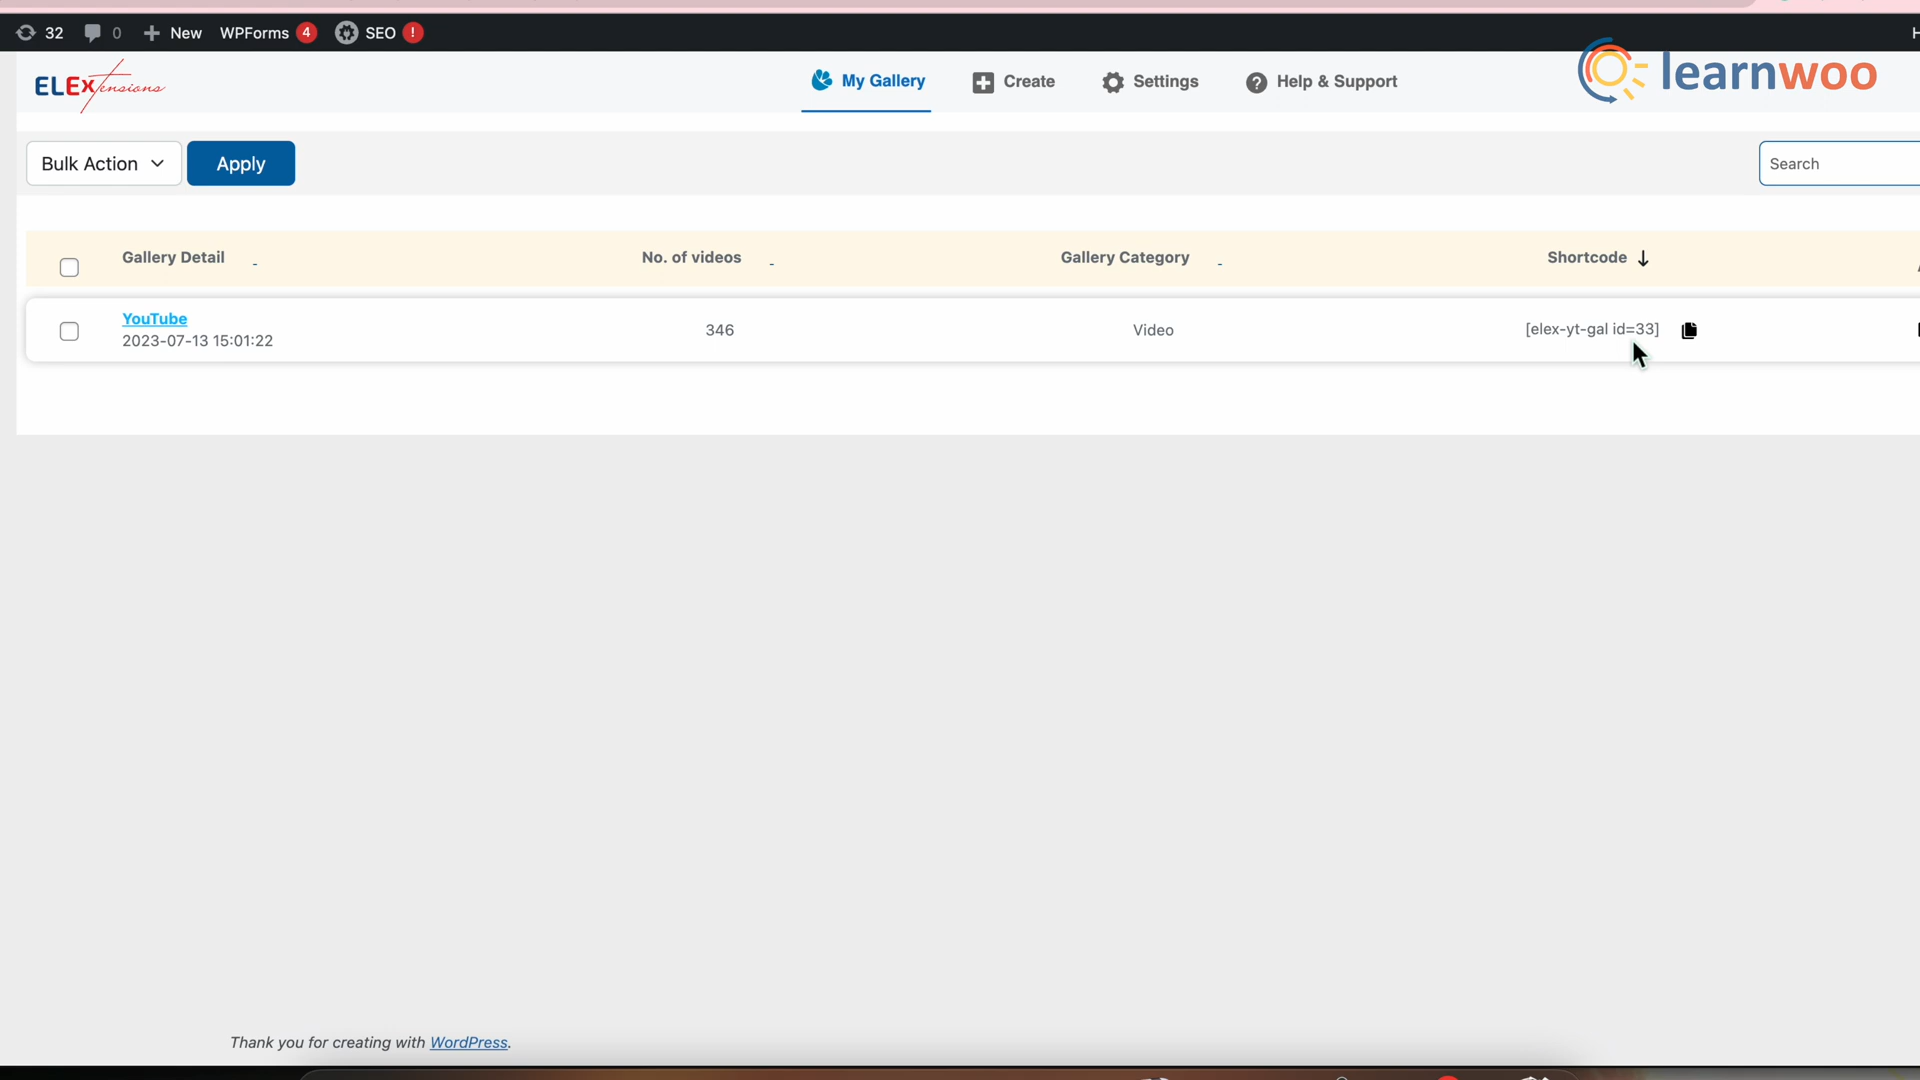 32 0 New WPForms 4 SEO !
ELEXtensions
My Gallery Create Settings Help & Support
learnwoo
Bulk Action Apply Search
Gallery Detail No. of videos Gallery Category Shortcode
YouTube 346 Video [elex-yt-gal id=33]
2023-07-13 15:01:22
Thank you for creating with WordPress.